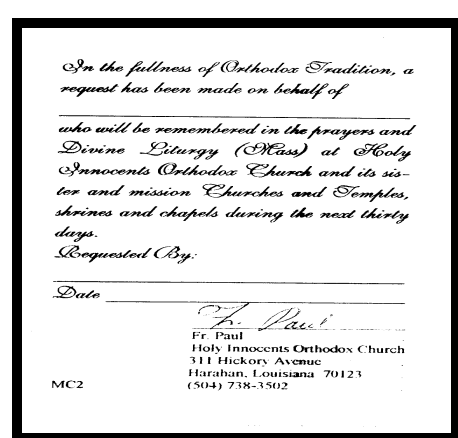 In the fullness of Orthodox Tradition, a
request has been made on behalf of
who will be remembered in the prayers and
Divine Liturgy (Mass) at Holy
Innocents Orthodox Church and its sis-
ter and mission Churches and Temples,
shrines and chapels during the next thirty
days.
Requested By:
Date
Fr. Paul
Fr. Paul
Holy Innocents Orthodox Church
311 Hickory Avenue
Harahan, Louisiana 70123
MC2 (504) 738-3502